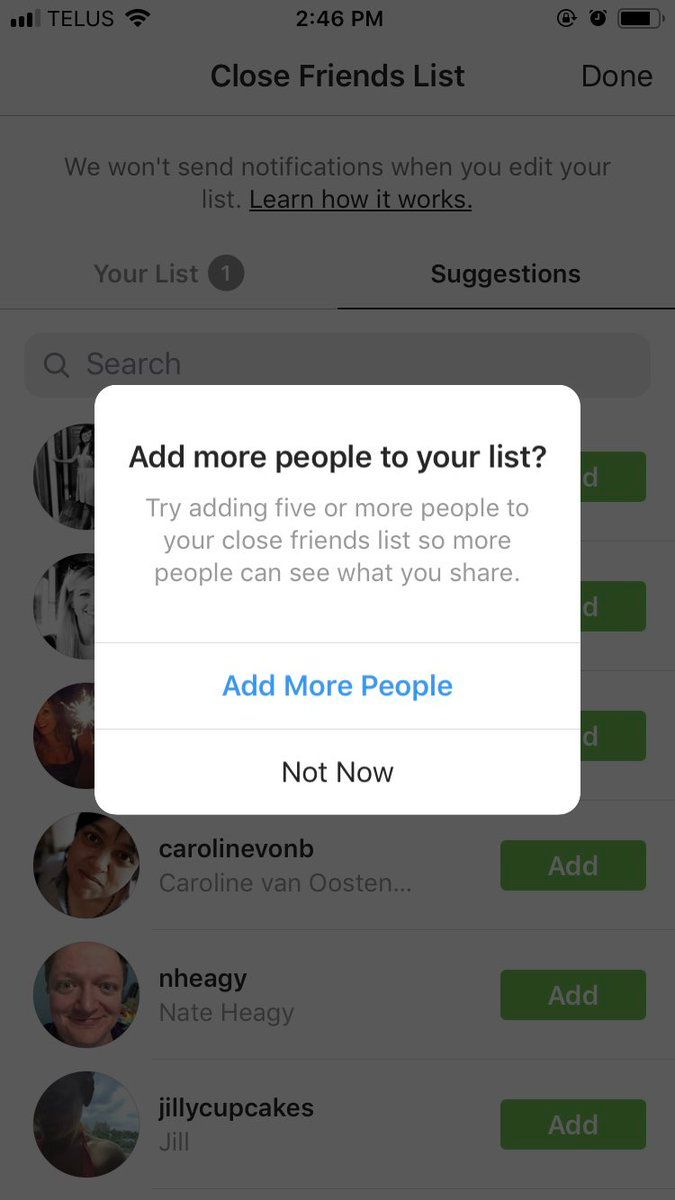 TELUS 2:46 PM
Close Friends List Done
We won't send notifications when you edit your
list. Learn how it works.
Your List 1 Suggestions
Search
Add more people to your list?
Try adding five or more people to
your close friends list so more
people can see what you share.
Add More People
Not Now
d
d
d
carolinevonb
Caroline van Oosten...
Add
nheagy
Nate Heagy
Add
jillycupcakes
Jill
Add